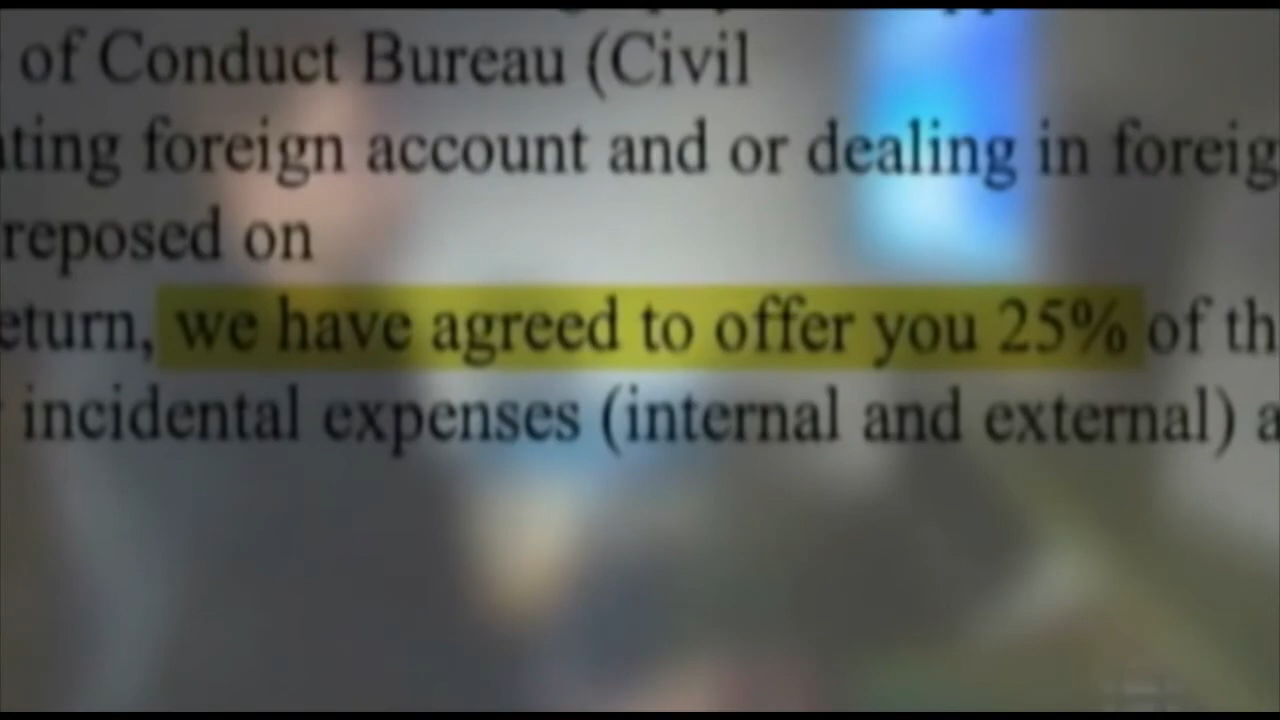 of Conduct Bureau (Civil
ting foreign account and or dealing in foreig
reposed on
eturn, we have agreed to offer you 25% of th
incidental expenses (internal and external) a